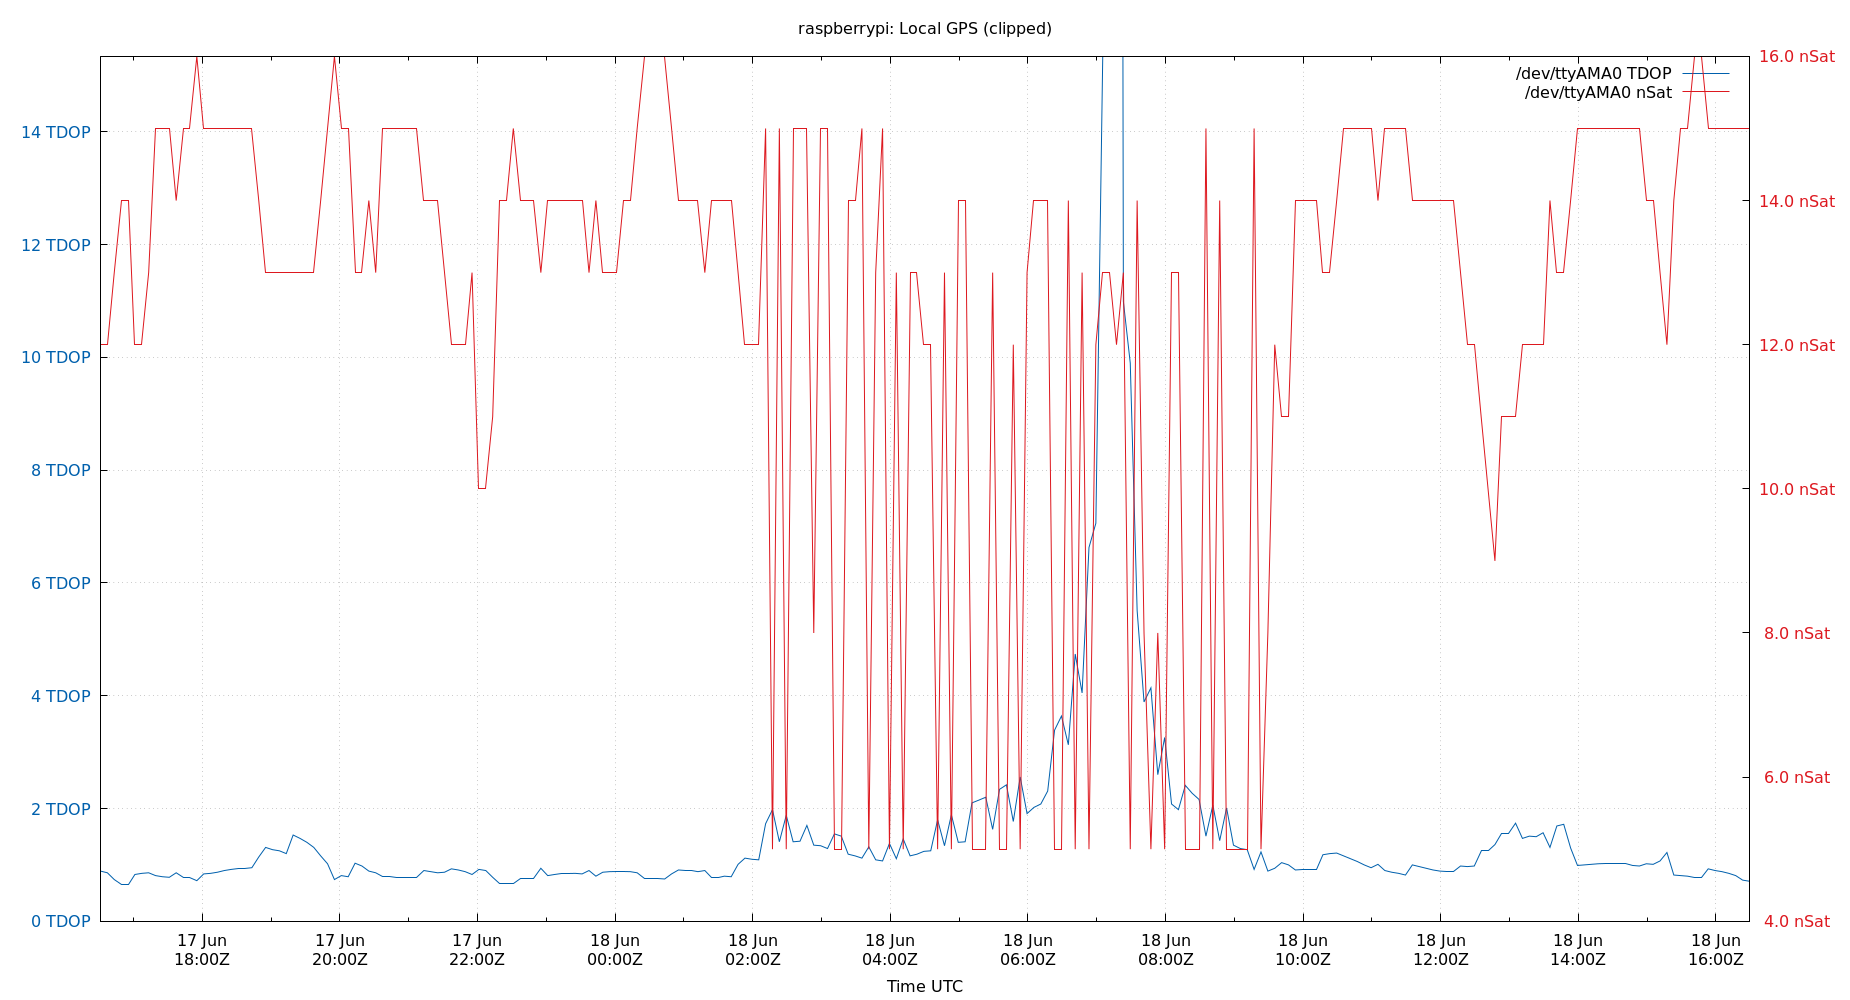 raspberrypi: Local GPS (clipped)
16.0 nSat
14.0 nSat
12.0 nSat
10.0 nSat
8.0 nSat
6.0 nSat
4.0 nSat
/dev/ttyAMA0 TDOP
/dev/ttyAMA0 nSat
14 TDOP
12 TDOP
10 TDOP
8 TDOP
6 TDOP
4 TDOP
2 TDOP
0 TDOP
17 Jun
18:00Z
17 Jun
20:00Z
17 Jun
22:00Z
18 Jun
00:00Z
18 Jun
02:00Z
18 Jun
04:00Z
18 Jun
06:00Z
18 Jun
08:00Z
18 Jun
10:00Z
18 Jun
12:00Z
18 Jun
14:00Z
18 Jun
16:00Z
Time UTC